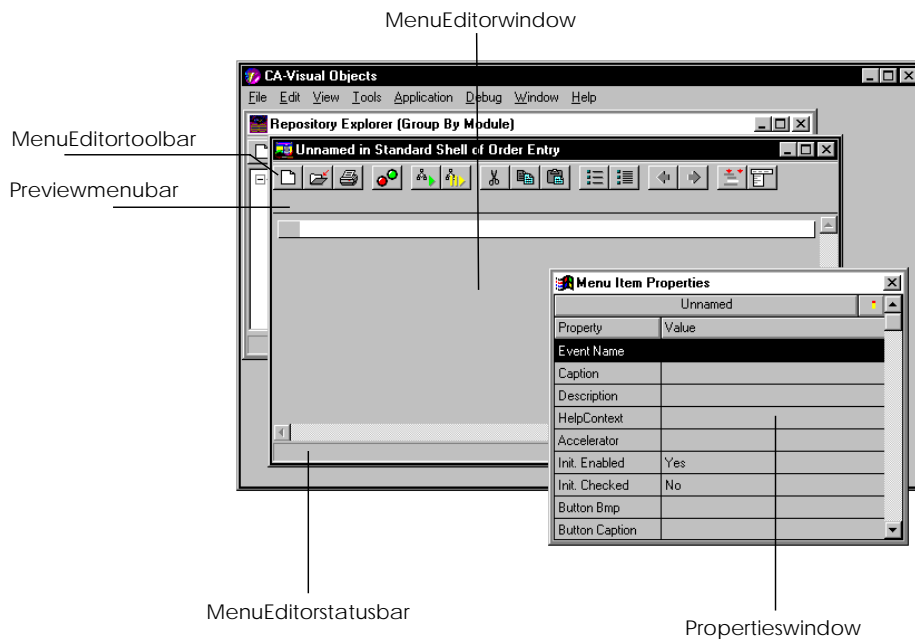 MenuEditorwindow
CA-Visual Objects
File Edit View Tools Application Debug Window Help
Repository Explorer (Group By Module)
MenuEditortoolbar
Unnamed in Standard Shell of Order Entry
Previewmenubar
Menu Item Properties
Unnamed
Property Value
Event Name
Caption
Description
HelpContext
Accelerator
Init. Enabled Yes
Init. Checked No
Button Bmp
Button Caption
MenuEditorstatusbar
Propertieswindow